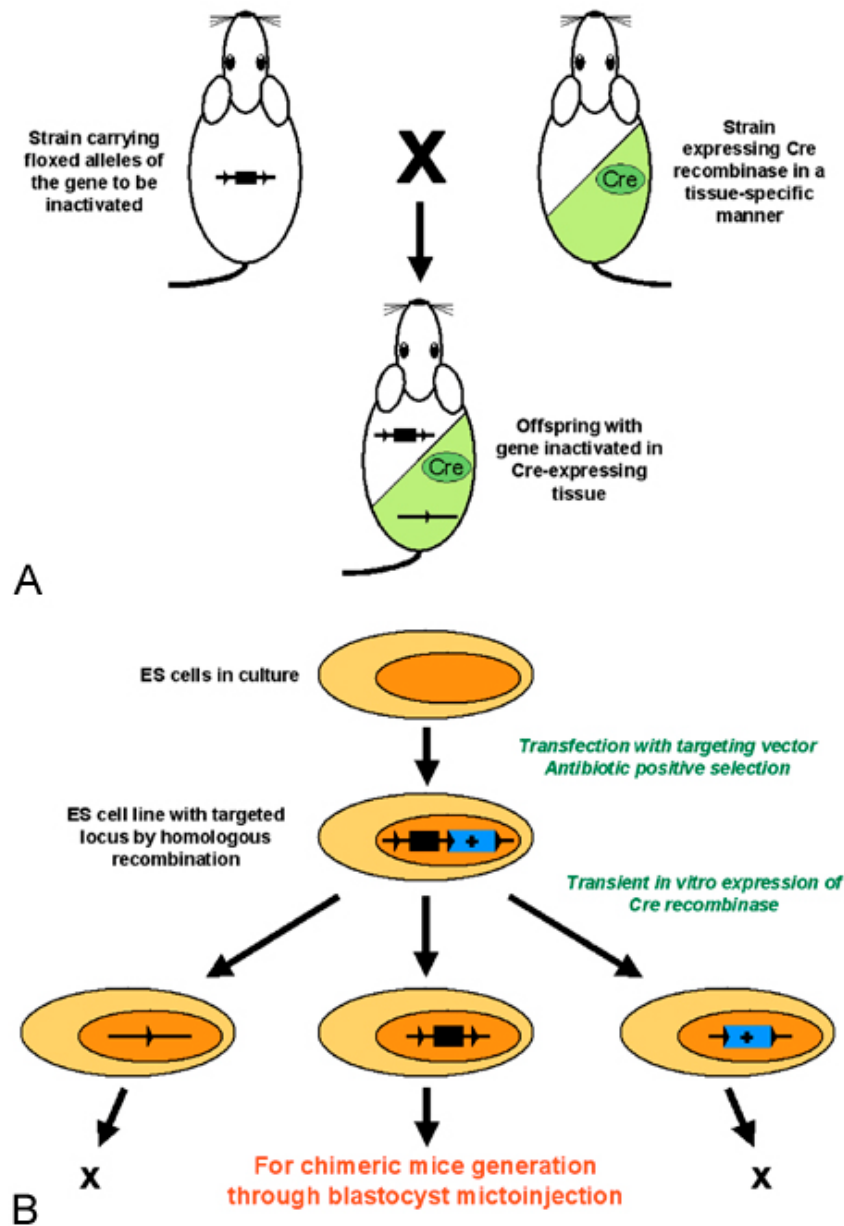 Strain carrying
floxed alleles of
the gene to be
inactivated
X
Strain
expressing Cre
recombinase in a
tissue-specific
manner
Cre
Offspring with
gene inactivated in
Cre-expressing
tissue
Cre
A
ES cells in culture
Transfection with targeting vector
Antibiotic positive selection
ES cell line with targeted
locus by homologous
recombination
+
Transient in vitro expression of
Cre recombinase
+
x
For chimeric mice generation
through blastocyst mictoinjection
x
B